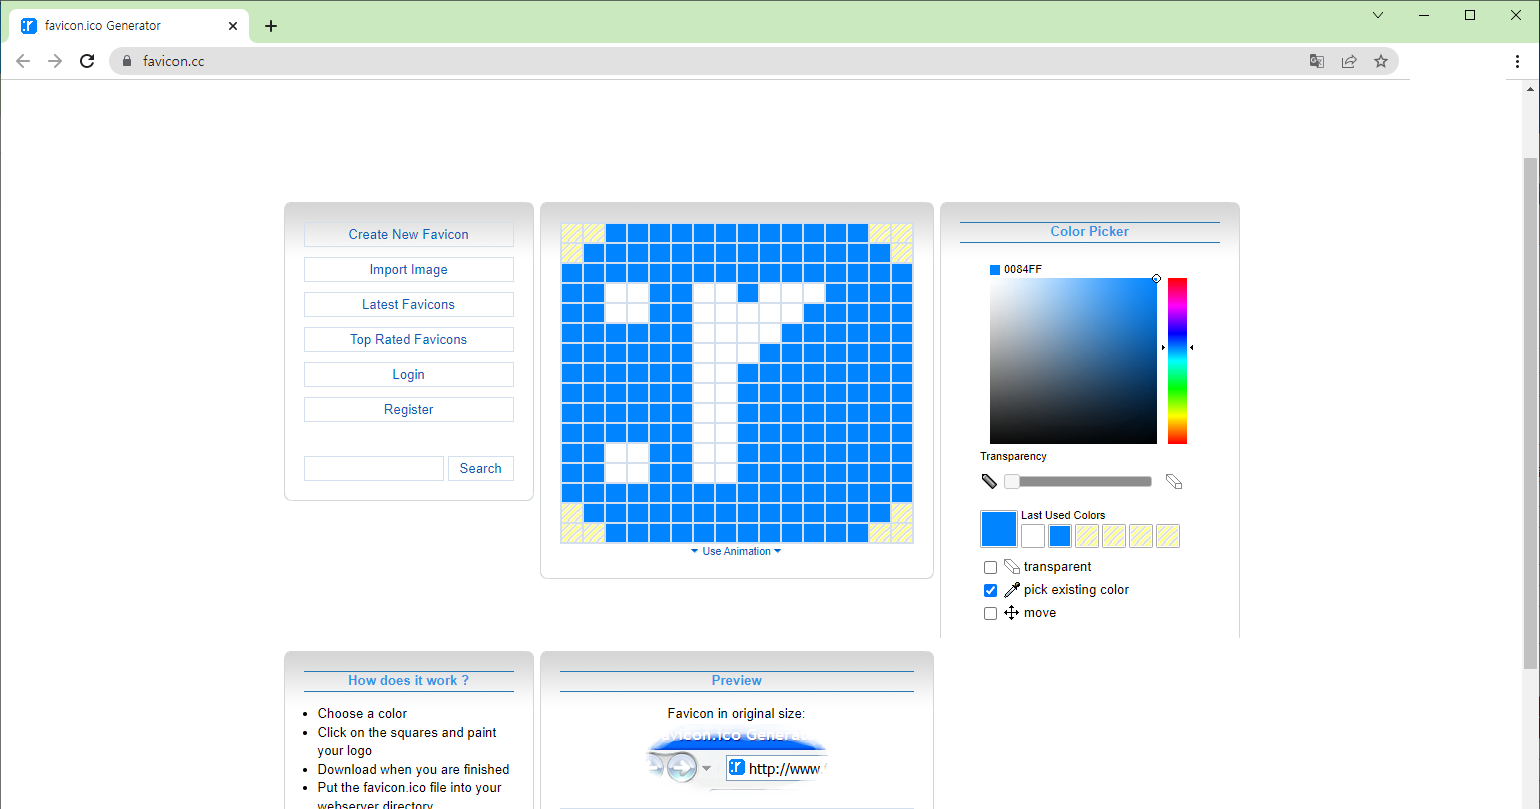 favicon.ico Generator
favicon.cc
Create New Favicon
Import Image
Latest Favicons
Top Rated Favicons
Login
Register
Search
Use Animation
Color Picker
0084FF
Transparency
Last Used Colors
transparent
pick existing color
move
How does it work ?
Choose a color
Click on the squares and paint
your logo
Download when you are finished
Put the favicon.ico file into your
webserver directory
Preview
Favicon in original size:
favicon.ico Generator
http://www.